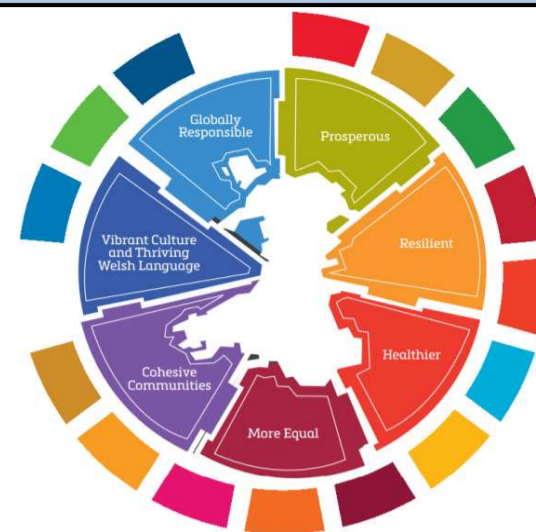 Globally
Responsible
Prosperous
Vibrant Culture
and Thriving
Welsh Language
Resilient
Cohesive
Communities
Healthier
More Equal